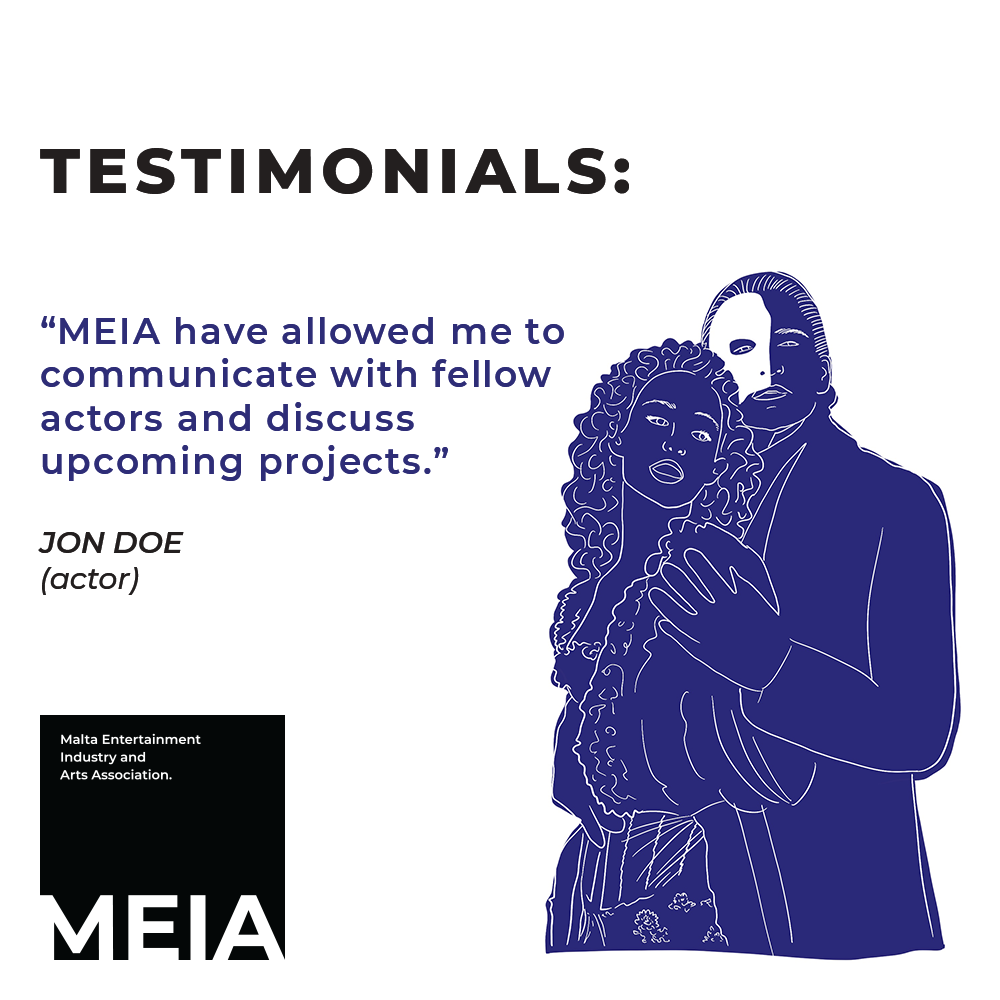 TESTIMONIALS:
“MEIA have allowed me to
communicate with fellow
actors and discuss
upcoming projects.”
JON DOE
(actor)
Malta Entertainment
Industry and
Arts Association.
MEIA